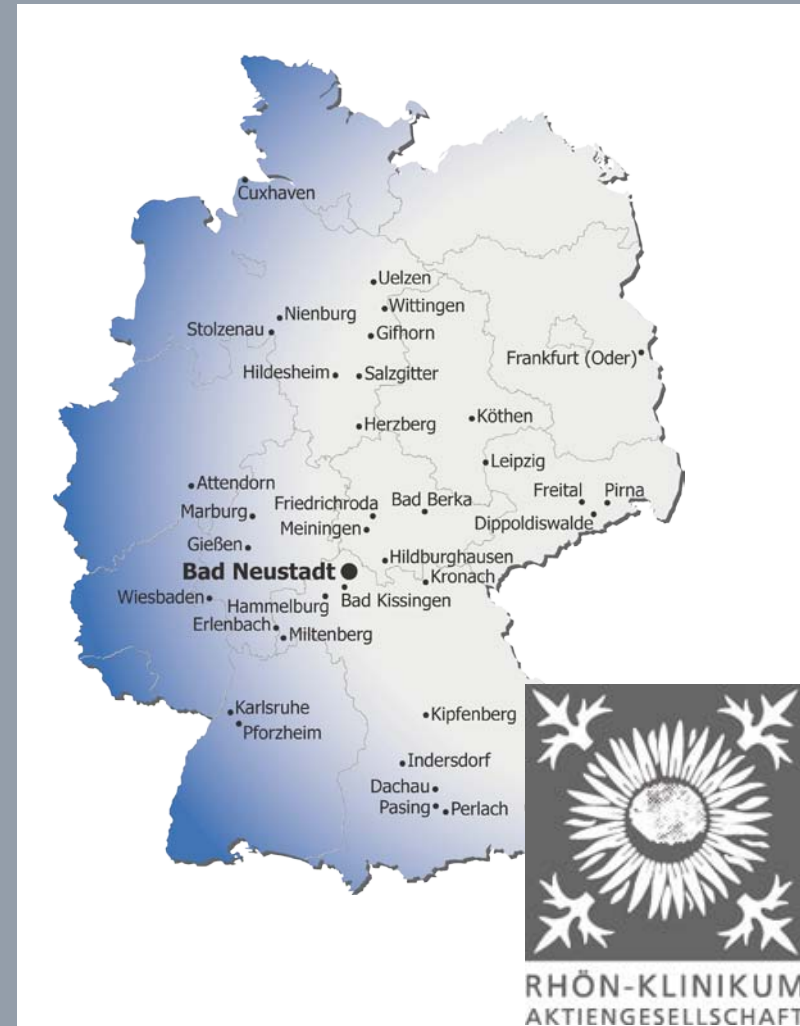 Cuxhaven
Uelzen
Wittingen
Nienburg
Stolzenau
Gifhorn
Frankfurt (Oder)
Hildesheim
Salzgitter
Köthen
Herzberg
Leipzig
Attendorn
Freital
Pirna
Friedrichroda
Bad Berka
Marburg
Dippoldiswalde
Meiningen
Gießen
Hildburghausen
Bad Neustadt
Kronach
Wiesbaden
Hammelburg
Bad Kissingen
Erlenbach
Miltenberg
Karlsruhe
Kipfenberg
Pforzheim
Indersdorf
Dachau
Pasing
Perlach
RHÖN-KLINIKUM
AKTIENGESELLSCHAFT